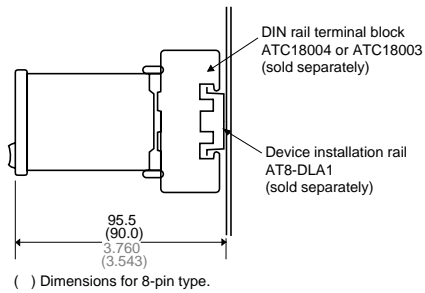 DIN rail terminal block
ATC18004 or ATC18003
(sold separately)
Device installation rail
AT8-DLA1
(sold separately)
95.5
(90.0)
3.760
(3.543)
( ) Dimensions for 8-pin type.